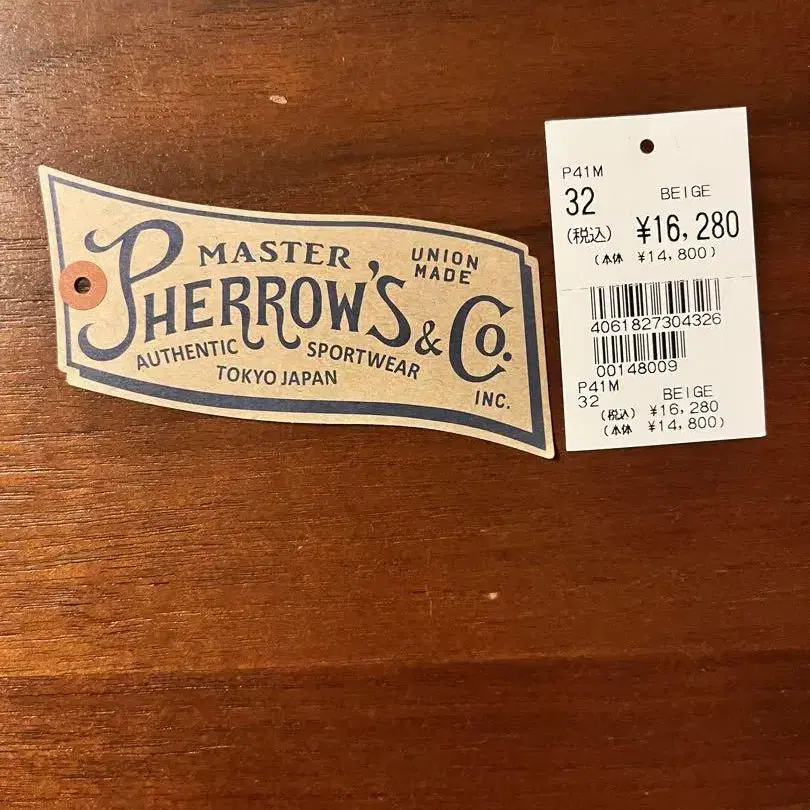 MASTER
UNION
MADE
PHERROW'S & Co.
AUTHENTIC SPORTWEAR
TOKYO JAPAN
INC.
P41M
32 BEIGE
(税込) ¥16,280
(本体 ¥14,800)
4061827304326
00148009
P41M
32 BEIGE
(税込) ¥16,280
(本体 ¥14,800)